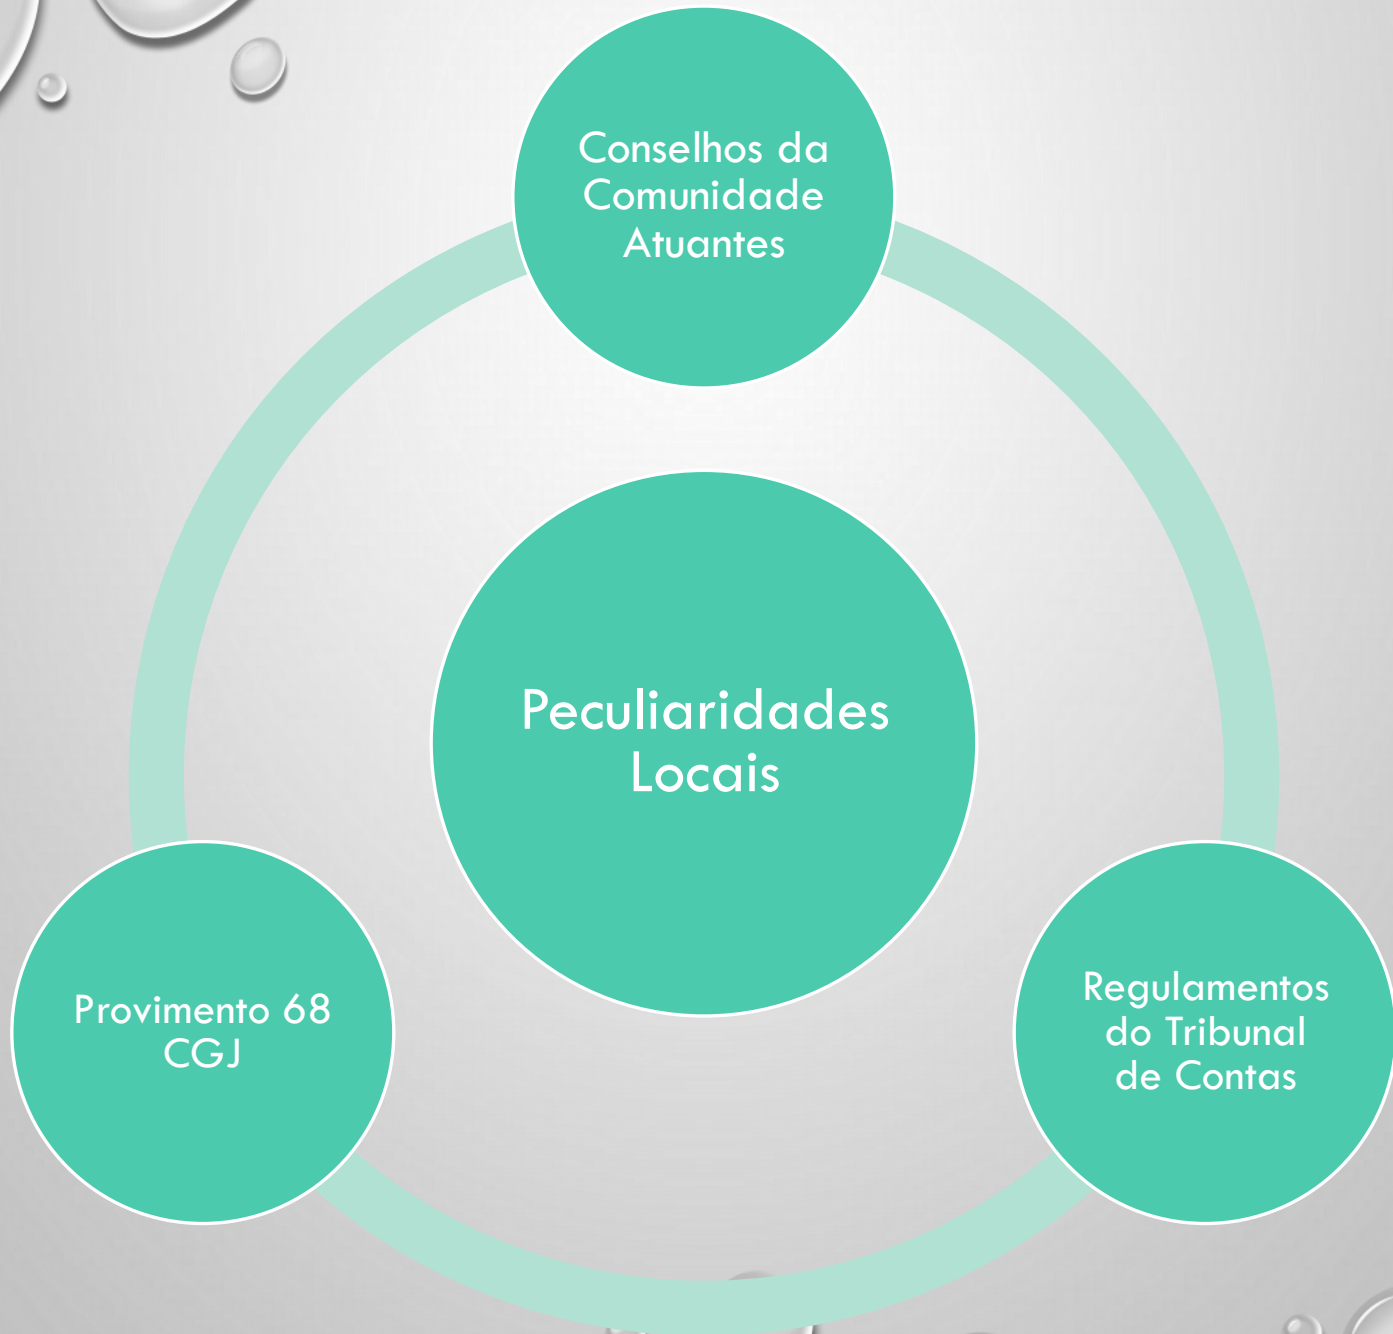 Conselhos da
Comunidade
Atuantes
Peculiaridades
Locais
Provimento 68
CGJ
Regulamentos
do Tribunal
de Contas